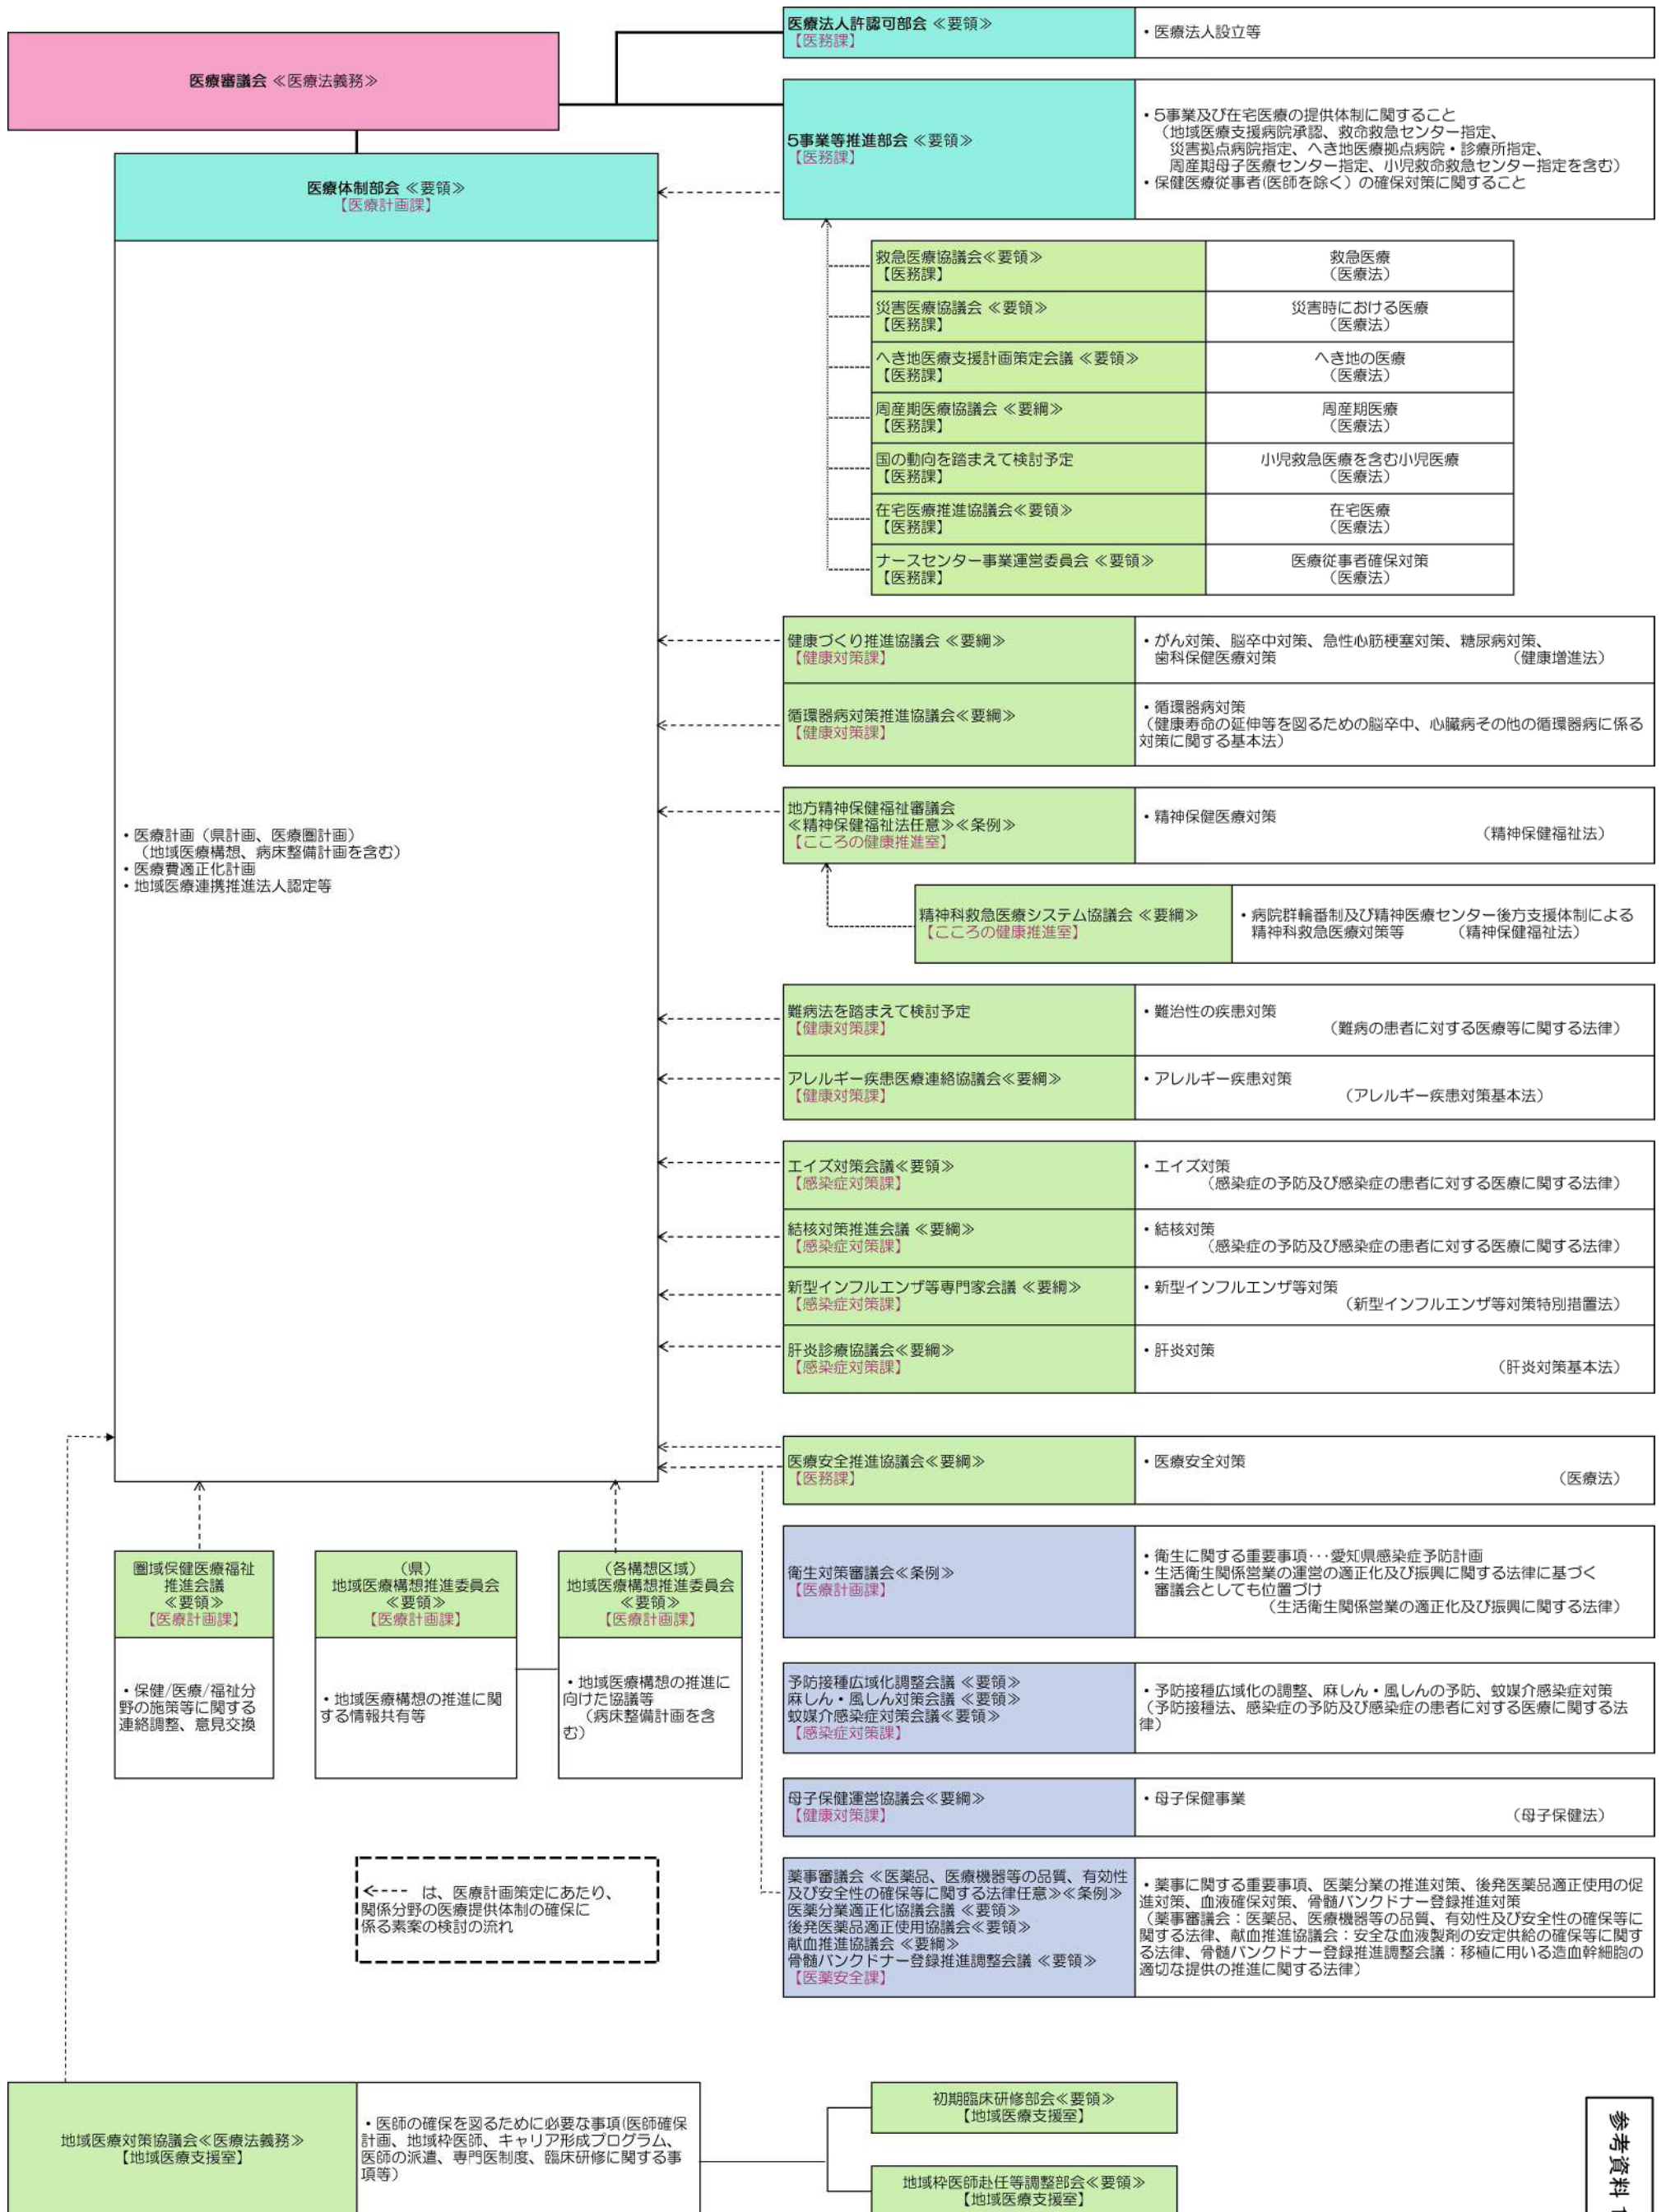 医療審議会 ≪医療法義務≫
医療体制部会 ≪要領≫
【医療計画課】
・医療計画（県計画、医療圏計画）
（地域医療構想、病床整備計画を含む）
・医療費適正化計画
・地域医療連携推進法人認定等
医療法人許認可部会 ≪要領≫
【医務課】
・医療法人設立等
5事業等推進部会 ≪要領≫
【医務課】
・5事業及び在宅医療の提供体制に関すること
（地域医療支援病院承認、救命救急センター指定、
災害拠点病院指定、へき地医療拠点病院・診療所指定、
周産期母子医療センター指定、小児救命救急センター指定を含む）
・保健医療従事者(医師を除く）の確保対策に関すること
救急医療協議会≪要領≫
【医務課】
救急医療
（医療法）
災害医療協議会 ≪要領≫
【医務課】
災害時における医療
（医療法）
へき地医療支援計画策定会議 ≪要領≫
【医務課】
へき地の医療
（医療法）
周産期医療協議会 ≪要綱≫
【医務課】
周産期医療
（医療法）
国の動向を踏まえて検討予定
【医務課】
小児救急医療を含む小児医療
（医療法）
在宅医療推進協議会≪要領≫
【医務課】
在宅医療
（医療法）
ナースセンター事業運営委員会 ≪要領≫
【医務課】
医療従事者確保対策
（医療法）
健康づくり推進協議会 ≪要綱≫
【健康対策課】
・がん対策、脳卒中対策、急性心筋梗塞対策、糖尿病対策、
歯科保健医療対策 （健康増進法）
循環器病対策推進協議会≪要綱≫
【健康対策課】
・循環器病対策
（健康寿命の延伸等を図るための脳卒中、心臓病その他の循環器病に係る
対策に関する基本法）
地方精神保健福祉審議会
≪精神保健福祉法任意≫≪条例≫
【こころの健康推進室】
・精神保健医療対策
（精神保健福祉法）
精神科救急医療システム協議会 ≪要綱≫
【こころの健康推進室】
・病院群輪番制及び精神医療センター後方支援体制による
精神科救急医療対策等 （精神保健福祉法）
難病法を踏まえて検討予定
【健康対策課】
・難治性の疾患対策
（難病の患者に対する医療等に関する法律）
アレルギー疾患医療連絡協議会≪要綱≫
【健康対策課】
・アレルギー疾患対策
（アレルギー疾患対策基本法）
エイズ対策会議≪要領≫
【感染症対策課】
・エイズ対策
（感染症の予防及び感染症の患者に対する医療に関する法律）
結核対策推進会議 ≪要綱≫
【感染症対策課】
・結核対策
（感染症の予防及び感染症の患者に対する医療に関する法律）
新型インフルエンザ等専門家会議 ≪要綱≫
【感染症対策課】
・新型インフルエンザ等対策
（新型インフルエンザ等対策特別措置法）
肝炎診療協議会≪要綱≫
【感染症対策課】
・肝炎対策
（肝炎対策基本法）
医療安全推進協議会≪要綱≫
【医務課】
・医療安全対策
（医療法）
衛生対策審議会≪条例≫
【医療計画課】
・衛生に関する重要事項･･･愛知県感染症予防計画
・生活衛生関係営業の運営の適正化及び振興に関する法律に基づく
審議会としても位置づけ
（生活衛生関係営業の適正化及び振興に関する法律）
予防接種広域化調整会議 ≪要領≫
麻しん・風しん対策会議 ≪要領≫
蚊媒介感染症対策会議≪要領≫
【感染症対策課】
・予防接種広域化の調整、麻しん・風しんの予防、蚊媒介感染症対策
（予防接種法、感染症の予防及び感染症の患者に対する医療に関する法
律）
母子保健運営協議会≪要綱≫
【健康対策課】
・母子保健事業
（母子保健法）
薬事審議会 ≪医薬品、医療機器等の品質、有効性
及び安全性の確保等に関する法律任意≫≪条例≫
医薬分業適正化協議会議 ≪要領≫
後発医薬品適正使用協議会≪要領≫
献血推進協議会 ≪要綱≫
骨髄バンクドナー登録推進調整会議 ≪要領≫
【医薬安全課】
・薬事に関する重要事項、医薬分業の推進対策、後発医薬品適正使用の促
進対策、血液確保対策、骨髄バンクドナー登録推進対策
（薬事審議会：医薬品、医療機器等の品質、有効性及び安全性の確保等に
関する法律、献血推進協議会：安全な血液製剤の安定供給の確保等に関す
る法律、骨髄バンクドナー登録推進調整会議：移植に用いる造血幹細胞の
適切な提供の推進に関する法律）
圏域保健医療福祉
推進会議
≪要領≫
【医療計画課】
・保健/医療/福祉分
野の施策等に関する
連絡調整、意見交換
（県）
地域医療構想推進委員会
≪要領≫
【医療計画課】
・地域医療構想の推進に関
する情報共有等
（各構想区域）
地域医療構想推進委員会
≪要領≫
【医療計画課】
・地域医療構想の推進に
向けた協議等
（病床整備計画を含
む）
は、医療計画策定にあたり、
関係分野の医療提供体制の確保に
係る素案の検討の流れ
地域医療対策協議会≪医療法義務≫
【地域医療支援室】
・医師の確保を図るために必要な事項(医師確保
計画、地域枠医師、キャリア形成プログラム、
医師の派遣、専門医制度、臨床研修に関する事
項等）
初期臨床研修部会≪要領≫
【地域医療支援室】
地域枠医師赴任等調整部会≪要領≫
【地域医療支援室】
参考資料